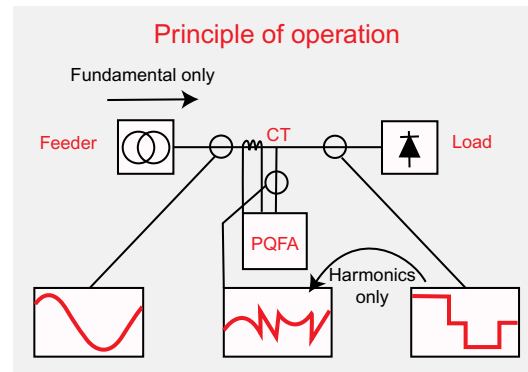 Principle of operation
Fundamental only
Feeder
CT
Load
PQFA
Harmonics
only